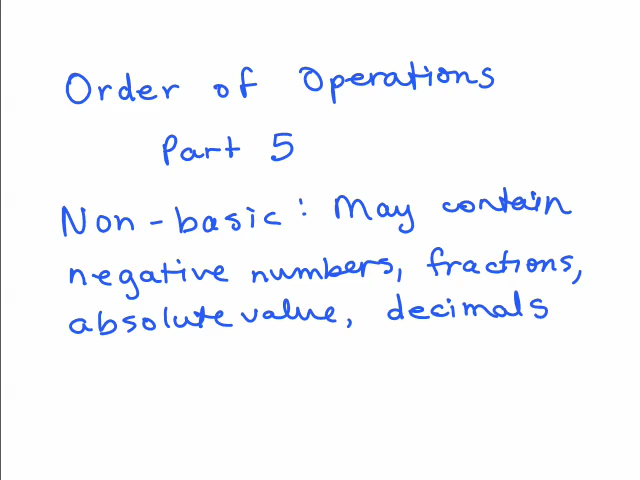 Order of Operations
Part 5
Non-basic: May contain
negative numbers, fractions,
absolute value, decimals